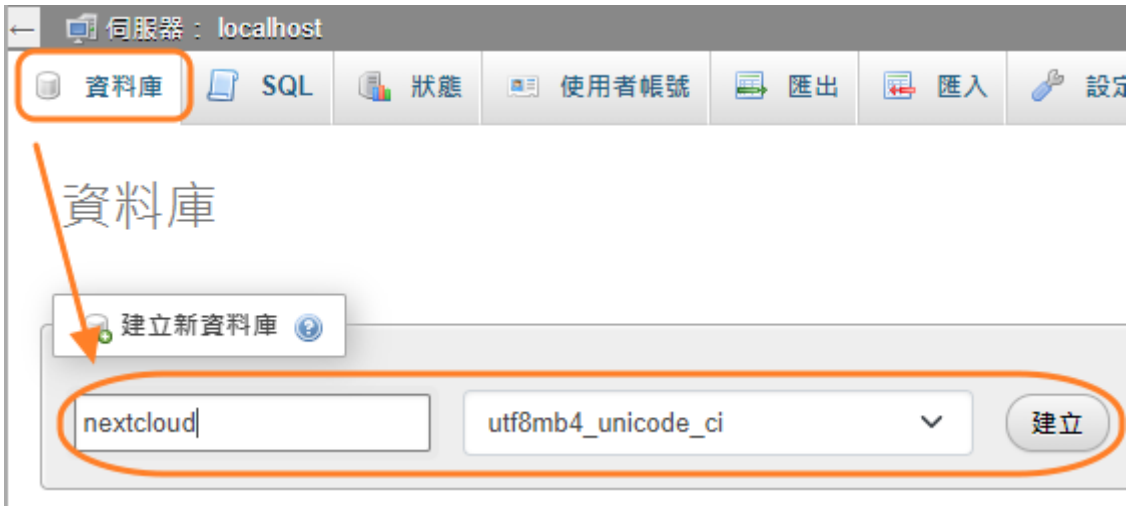 伺服器： localhost
資料庫 SQL 狀態 使用者帳號 匯出 匯入 設定
資料庫
建立新資料庫
nextcloud utf8mb4_unicode_ci 建立